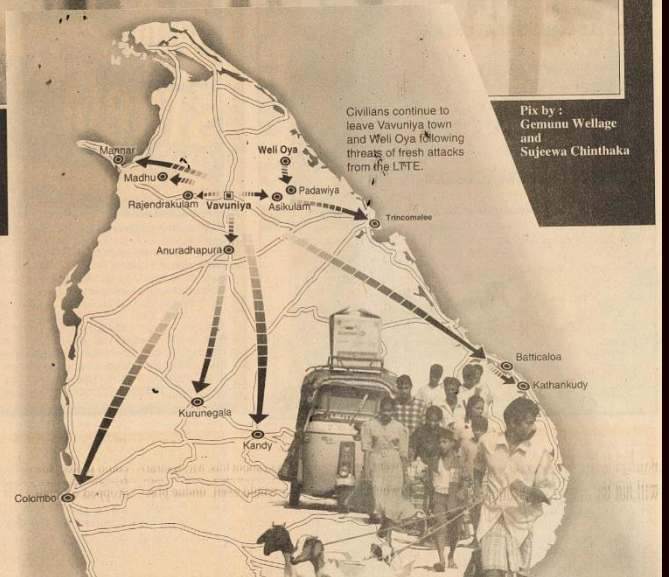 Civilians continue to
leave Vavuniya town
and Weli Oya following
threats of fresh attacks
from the LTTE.
Pix by :
Gemunu Wellage
and
Sujeewa Chinthaka
Mannar
Weli Oya
Madhu
Padawiya
Rajendrakulam
Vavuniya
Asikulam
Trincomalee
Anuradhapura
Batticaloa
Kathankudy
Kurunegala
Kandy
Colombo